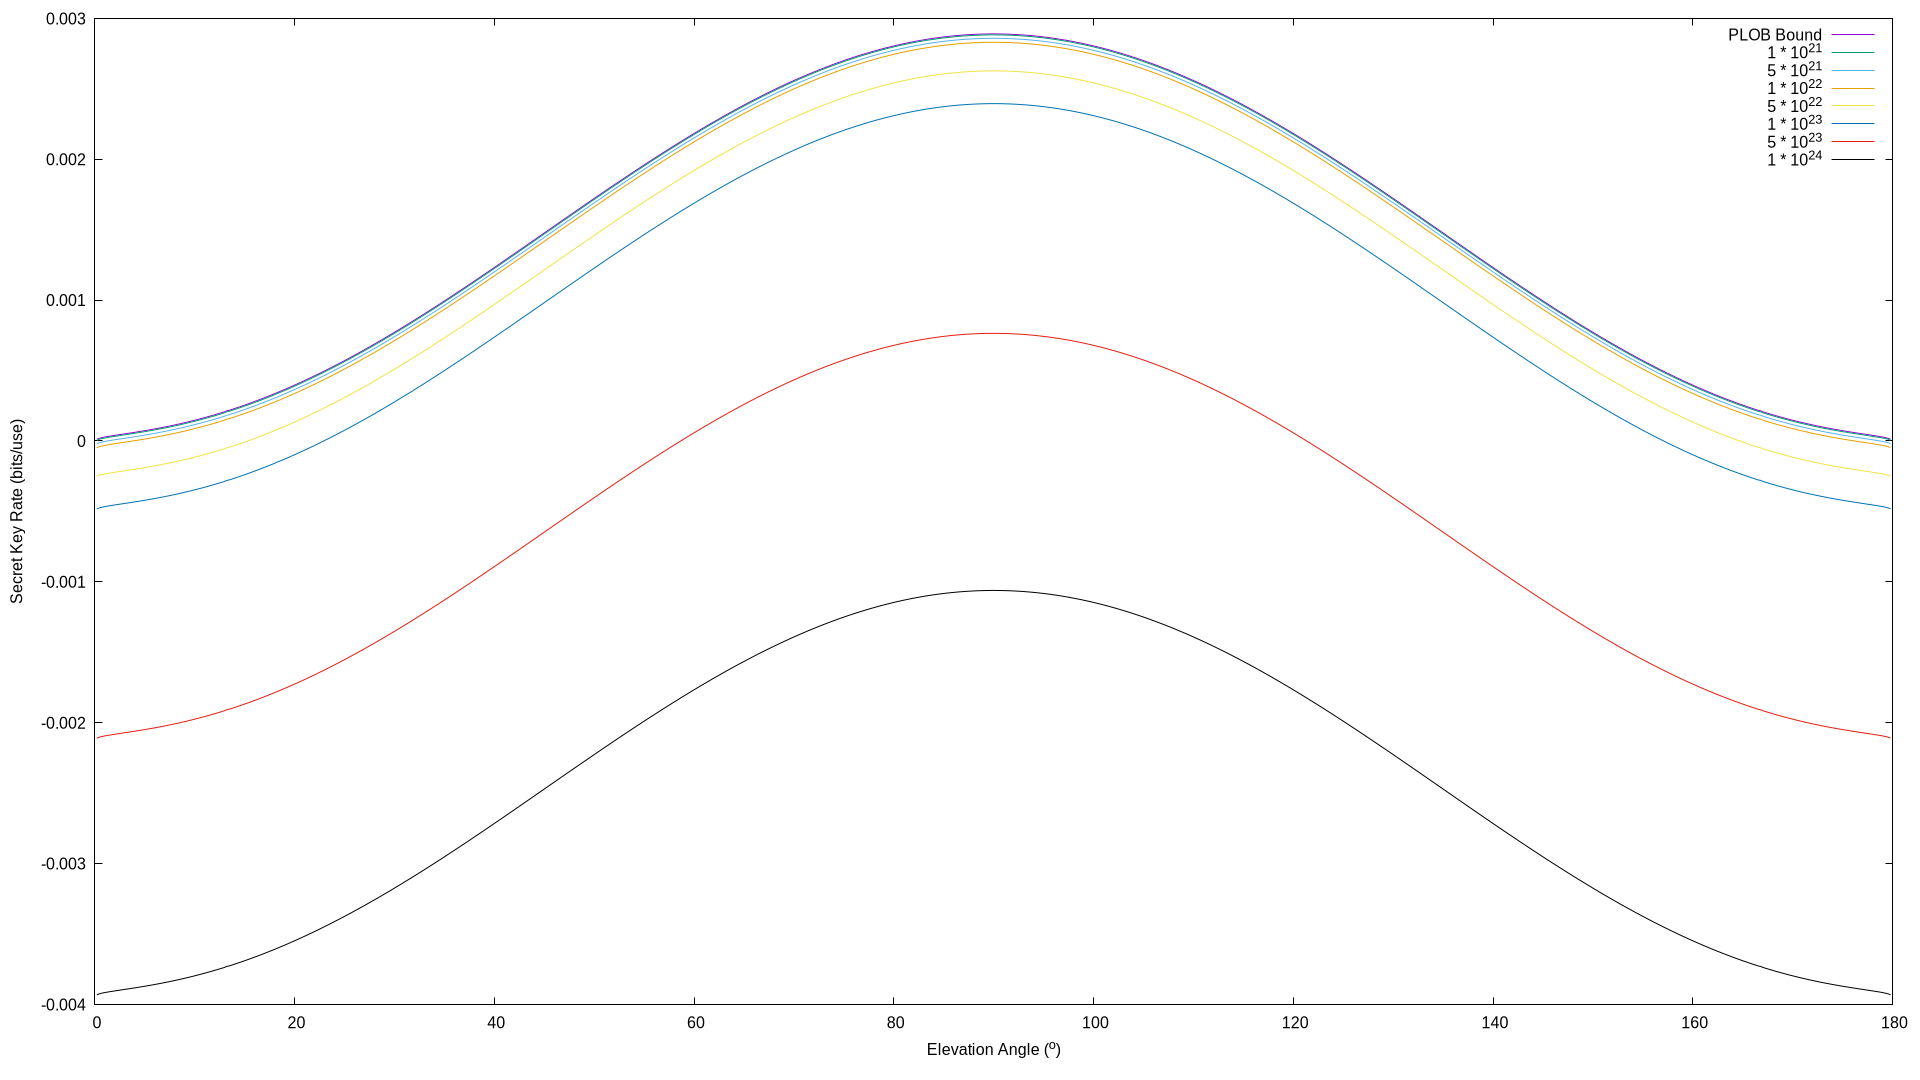 0.003
0.002
0.001
0
-0.001
-0.002
-0.003
-0.004
Secret Key Rate (bits/use)
PLOB Bound
1 * 10^21
5 * 10^21
1 * 10^22
5 * 10^22
1 * 10^23
5 * 10^23
1 * 10^24
0 20 40 60 80 100 120 140 160 180
Elevation Angle (º)